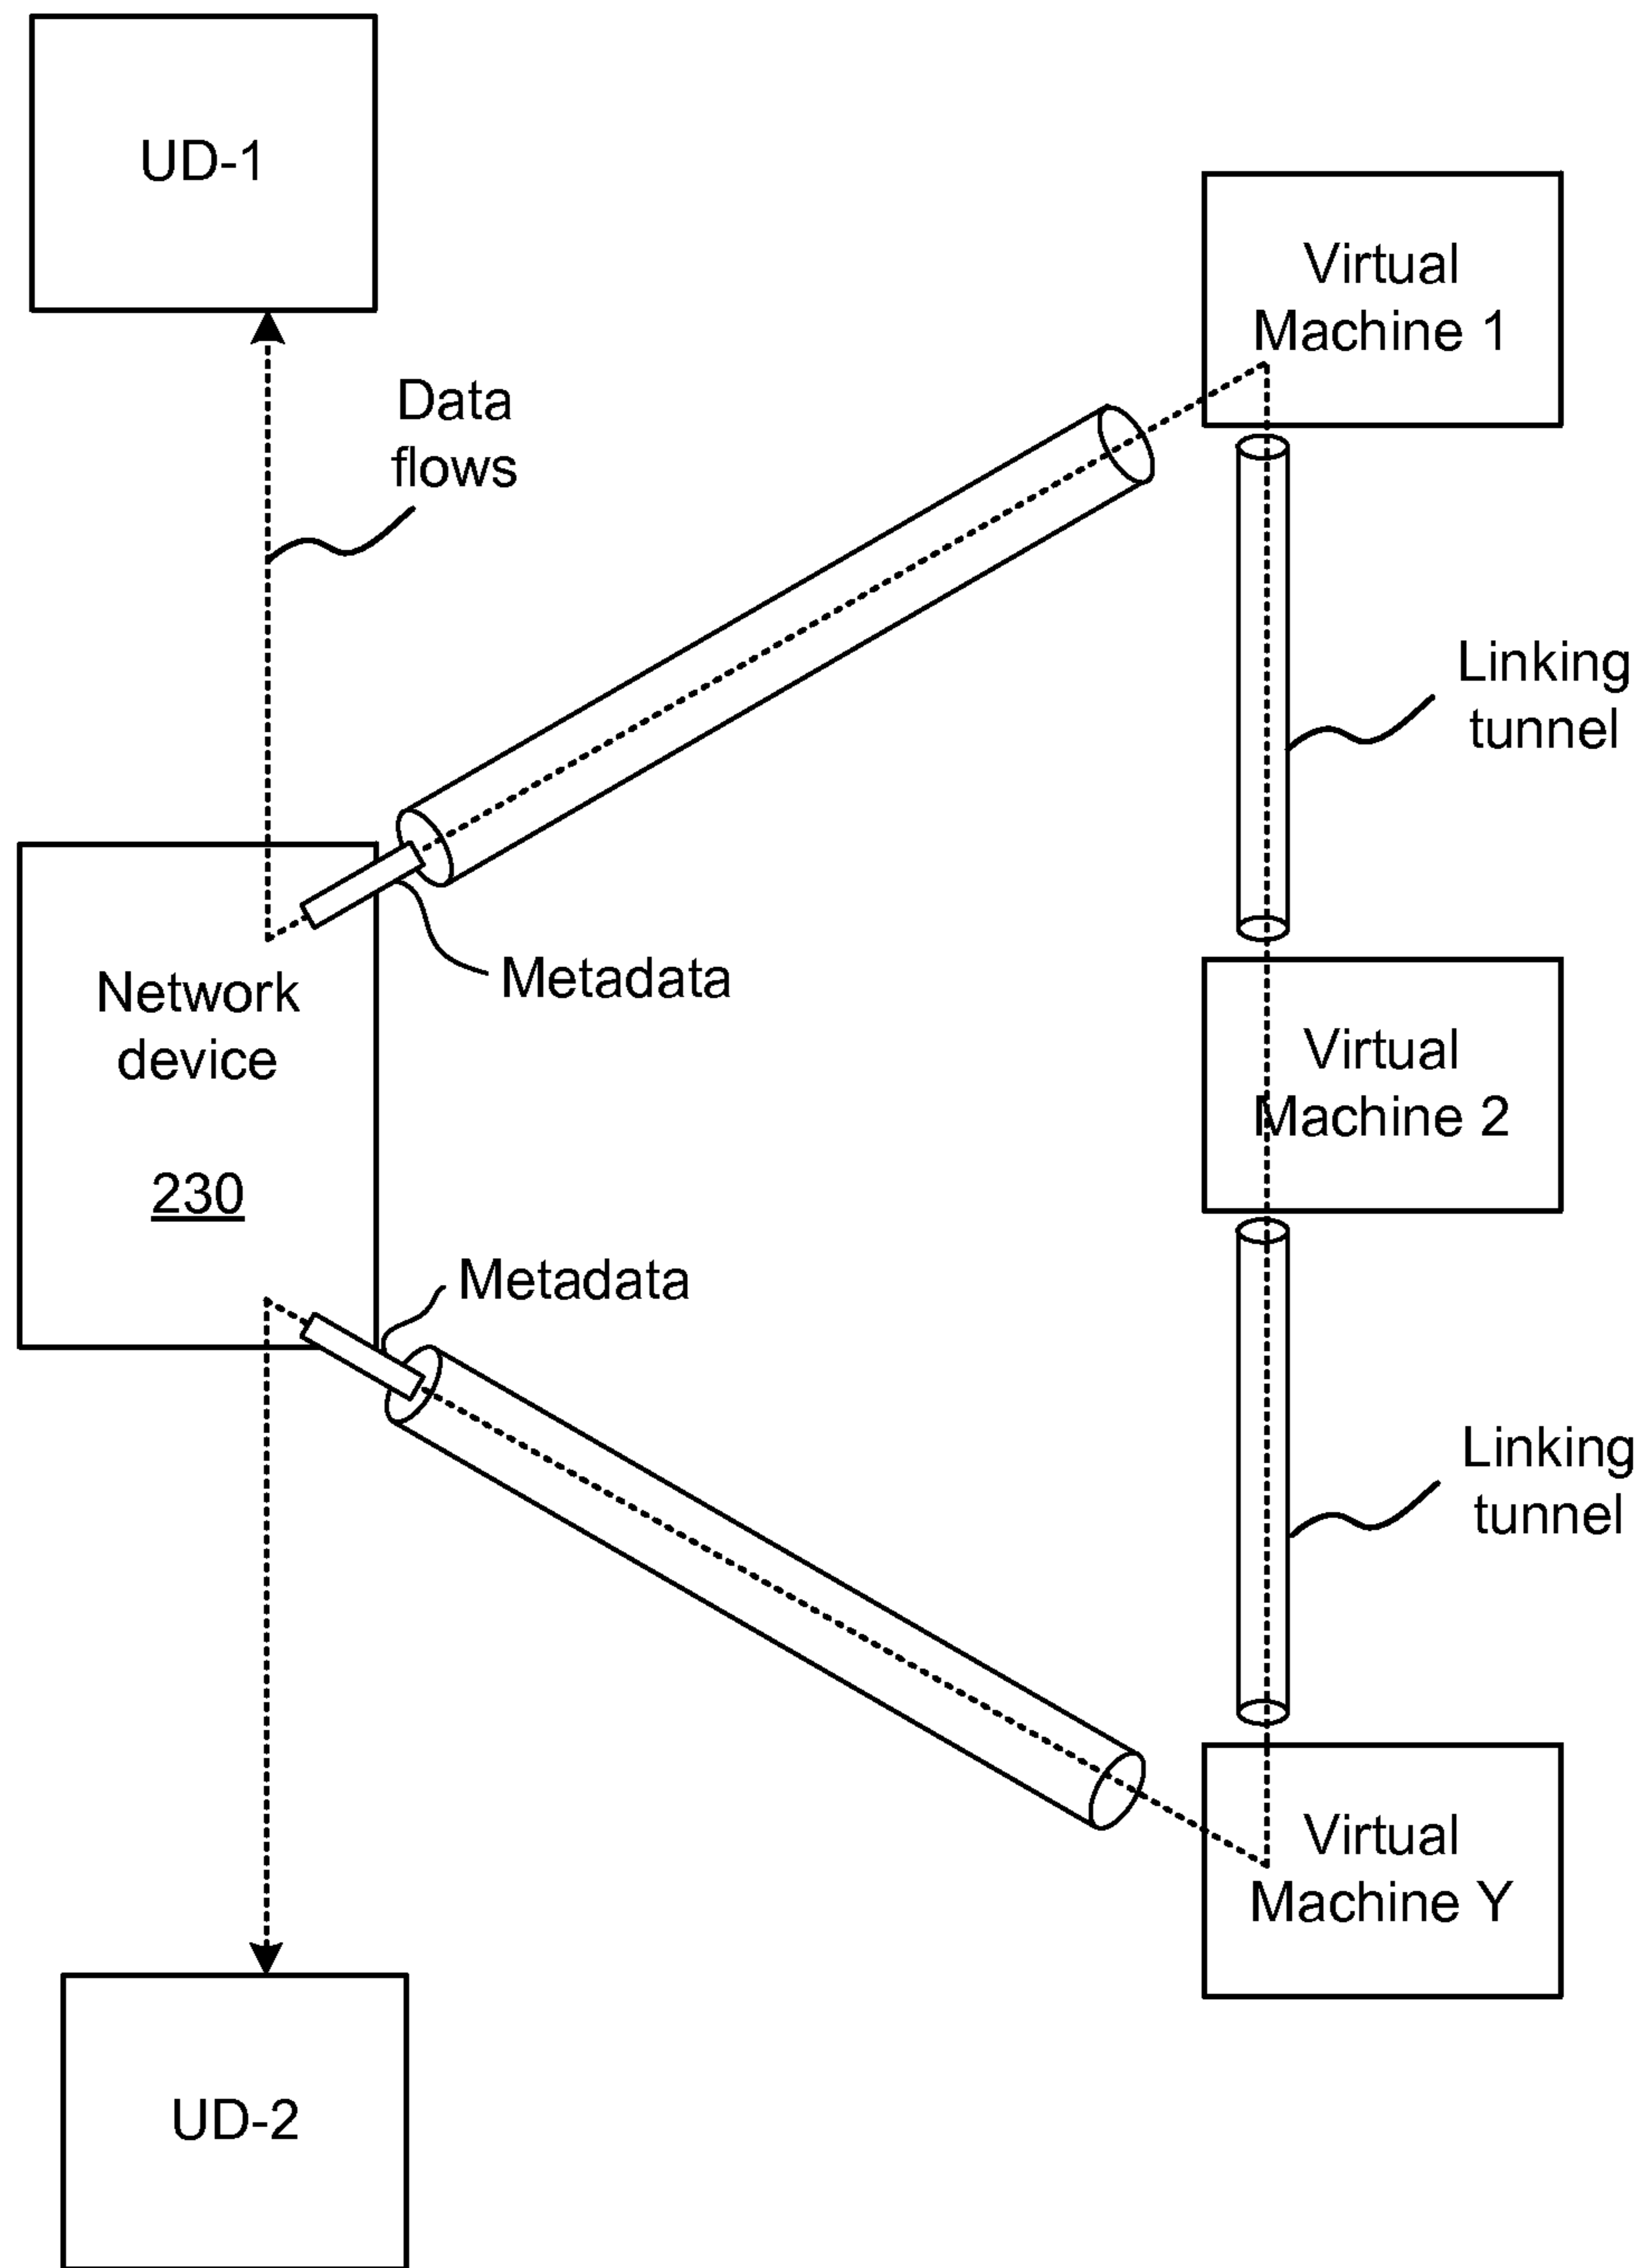 UD-1
Virtual
Machine 1
Data
flows
Linking
tunnel
Metadata
Network
device
230
Virtual
Machine 2
Metadata
Linking
tunnel
Virtual
Machine Y
UD-2